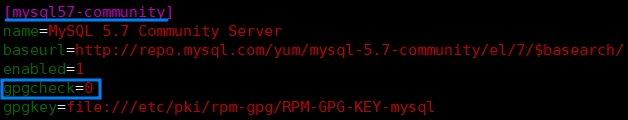 [mysql57-community]
name=MySQL 5.7 Community Server
baseurl=http://repo.mysql.com/yum/mysql-5.7-community/el/7/$basearch/
enabled=1
gpgcheck=0
gpgkey=file:///etc/pki/rpm-gpg/RPM-GPG-KEY-mysql